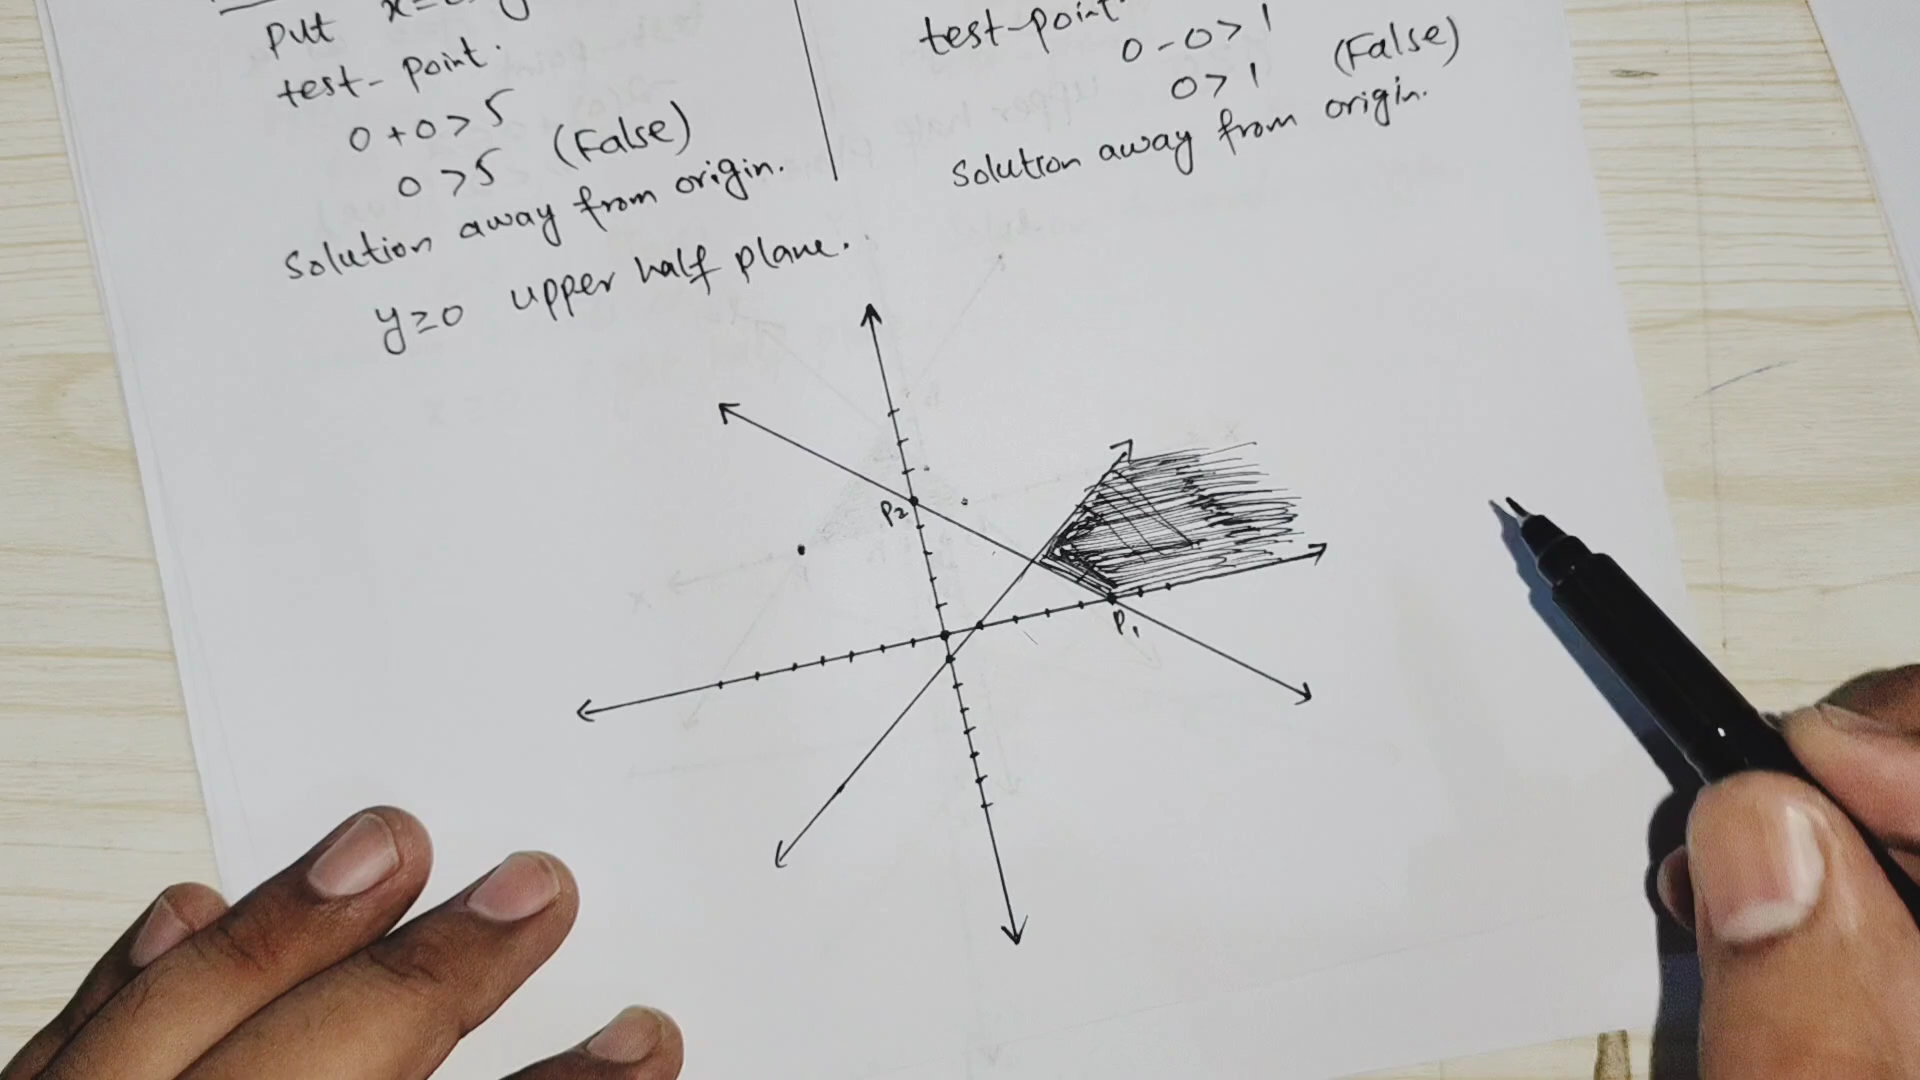 Put x=
test-point.
0+0>5
0>5 (False)
Solution away from origin.
y≥0 upper half plane.
test-point.
0-0>1
0>1 (False)
Solution away from origin.
P2
P1